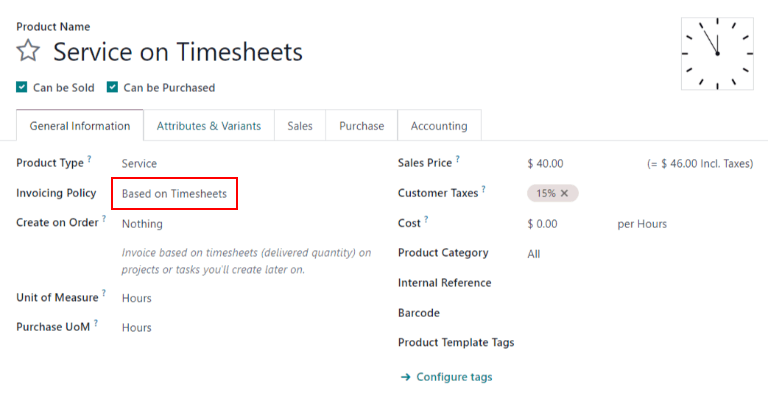 Product Name
Service on Timesheets
Can be Sold Can be Purchased
General Information Attributes & Variants Sales Purchase Accounting
Product Type ? Service
Invoicing Policy Based on Timesheets
Create on Order ? Nothing
Invoice based on timesheets (delivered quantity) on
projects or tasks you'll create later on.
Unit of Measure ? Hours
Purchase UoM ? Hours
Sales Price ? $ 40.00 (= $ 46.00 Incl. Taxes)
Customer Taxes ? 15% ✕
Cost ? $ 0.00 per Hours
Product Category All
Internal Reference
Barcode
Product Template Tags
→ Configure tags